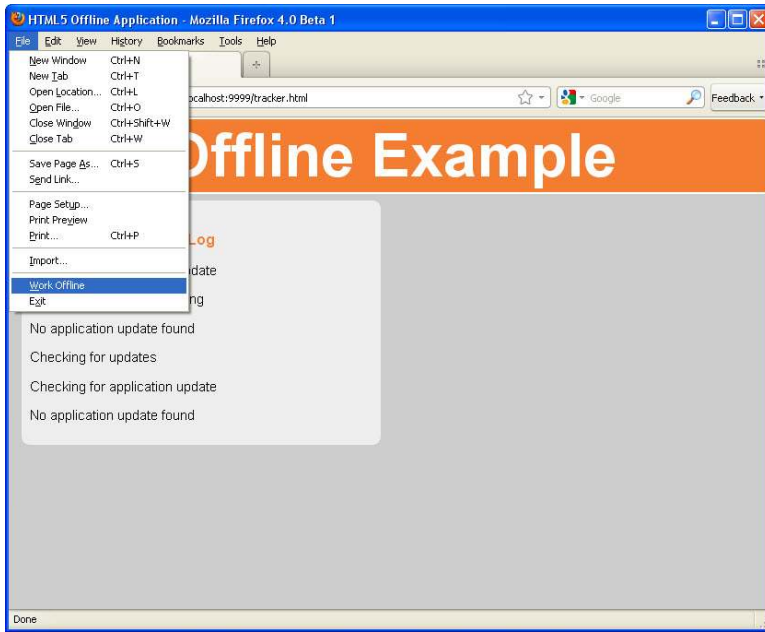 HTML5 Offline Application - Mozilla Firefox 4.0 Beta 1
File Edit View History Bookmarks Tools Help
New Window Ctrl+N
New Tab Ctrl+T
Open Location... Ctrl+L
Open File... Ctrl+O
Close Window Ctrl+Shift+W
Close Tab Ctrl+W
Save Page As... Ctrl+S
Send Link...
Page Setup...
Print Preview
Print... Ctrl+P
Import...
Work Offline
Exit
ocalhost:9999/tracker.html
Google
Feedback
Offline Example
Log
date
ng
No application update found
Checking for updates
Checking for application update
No application update found
Done